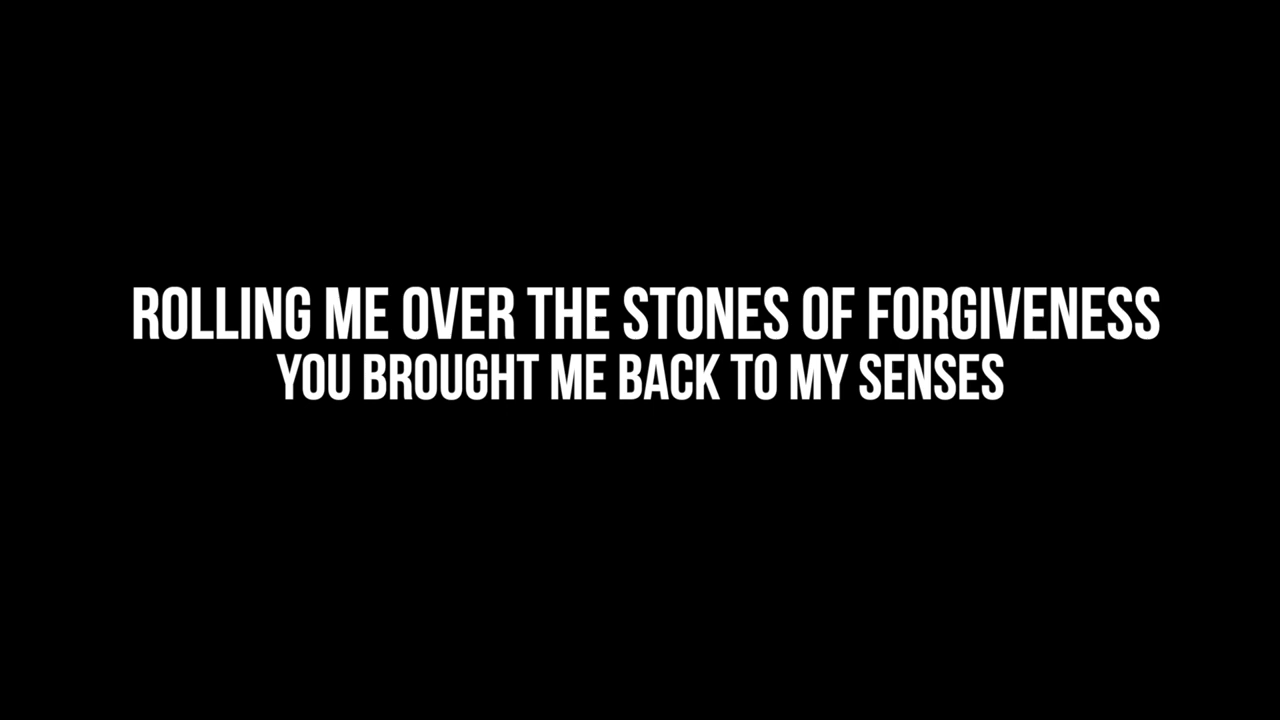 ROLLING ME OVER THE STONES OF FORGIVENESS
YOU BROUGHT ME BACK TO MY SENSES